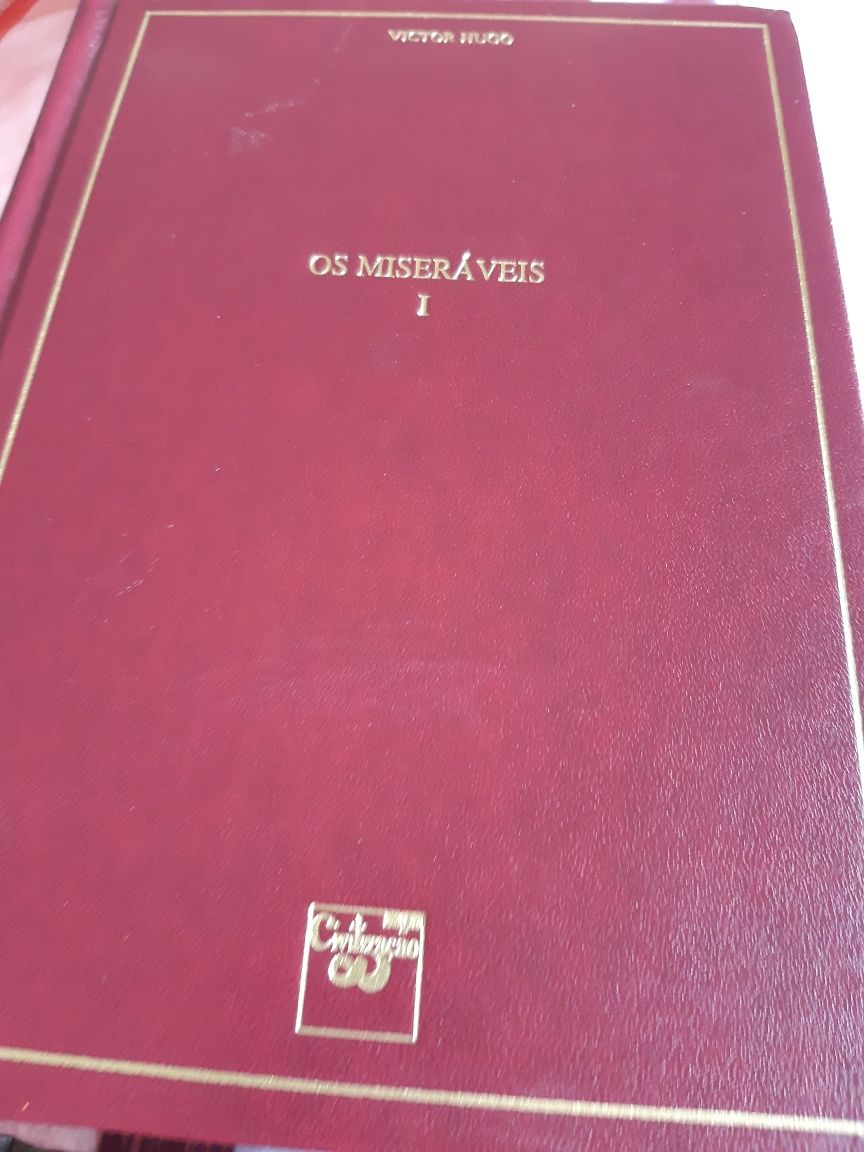 VICTOR HUGO
OS MISERÁVEIS
I
Civilização